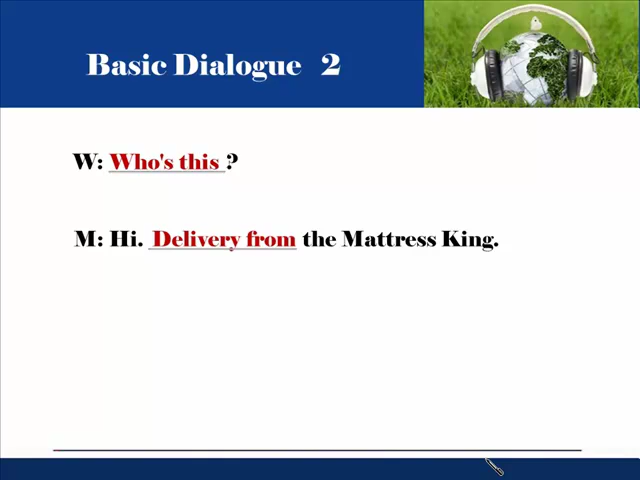 Basic Dialogue 2
W: Who's this ?
M: Hi. Delivery from the Mattress King.